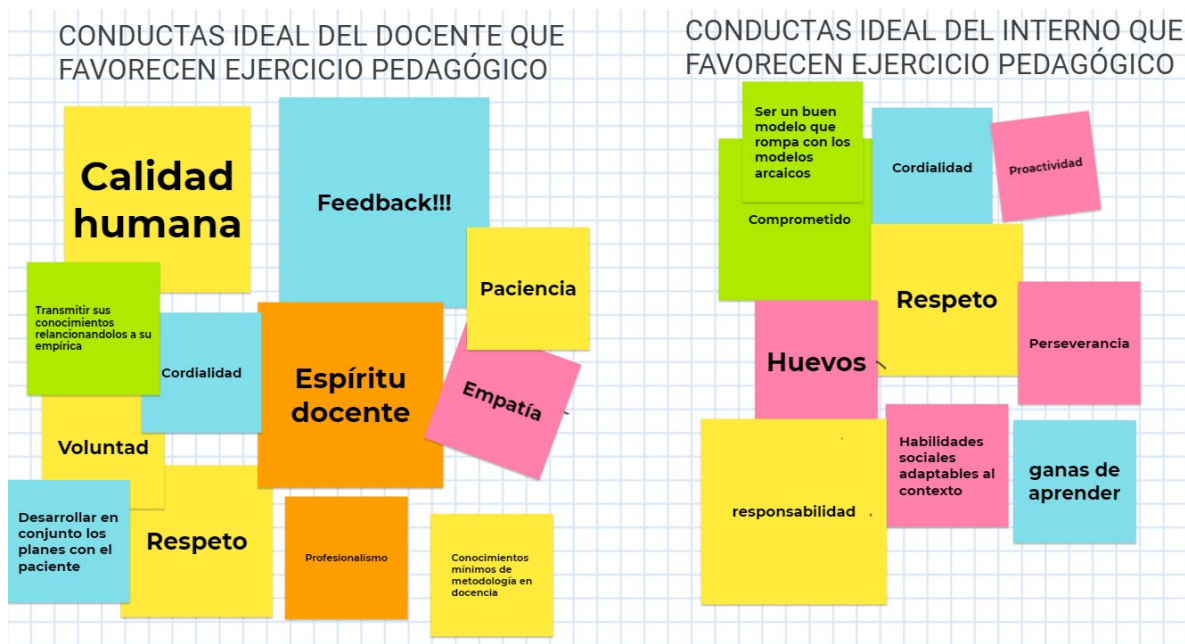 CONDUCTAS IDEAL DEL DOCENTE QUE
FAVORECEN EJERCICIO PEDAGÓGICO
Calidad
humana
Feedback!!!
Paciencia
Transmitir sus
conocimientos
relancionandolos a su
empírica
Cordialidad
Espíritu
docente
Empatía
Voluntad
Desarrollar en
conjunto los
planes con el
paciente
Respeto
Profesionalismo
Conocimientos
mínimos de
metodología en
docencia
CONDUCTAS IDEAL DEL INTERNO QUE
FAVORECEN EJERCICIO PEDAGÓGICO
Ser un buen
modelo que
rompa con los
modelos
arcaicos
Cordialidad
Proactividad
Comprometido
Respeto
Huevos
Perseverancia
responsabilidad
Habilidades
sociales
adaptables al
contexto
ganas de
aprender